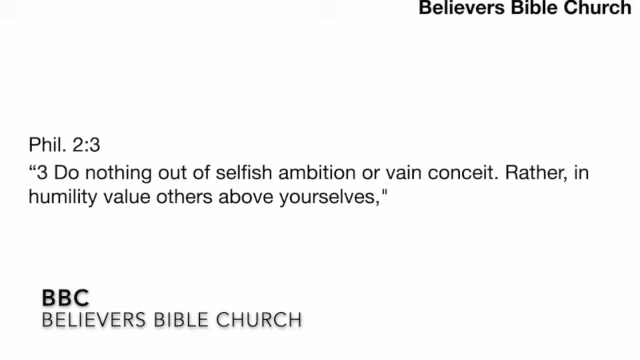 Believers Bible Church
Phil. 2:3
“3 Do nothing out of selfish ambition or vain conceit. Rather, in
humility value others above yourselves,"
BBC
BELIEVERS BIBLE CHURCH